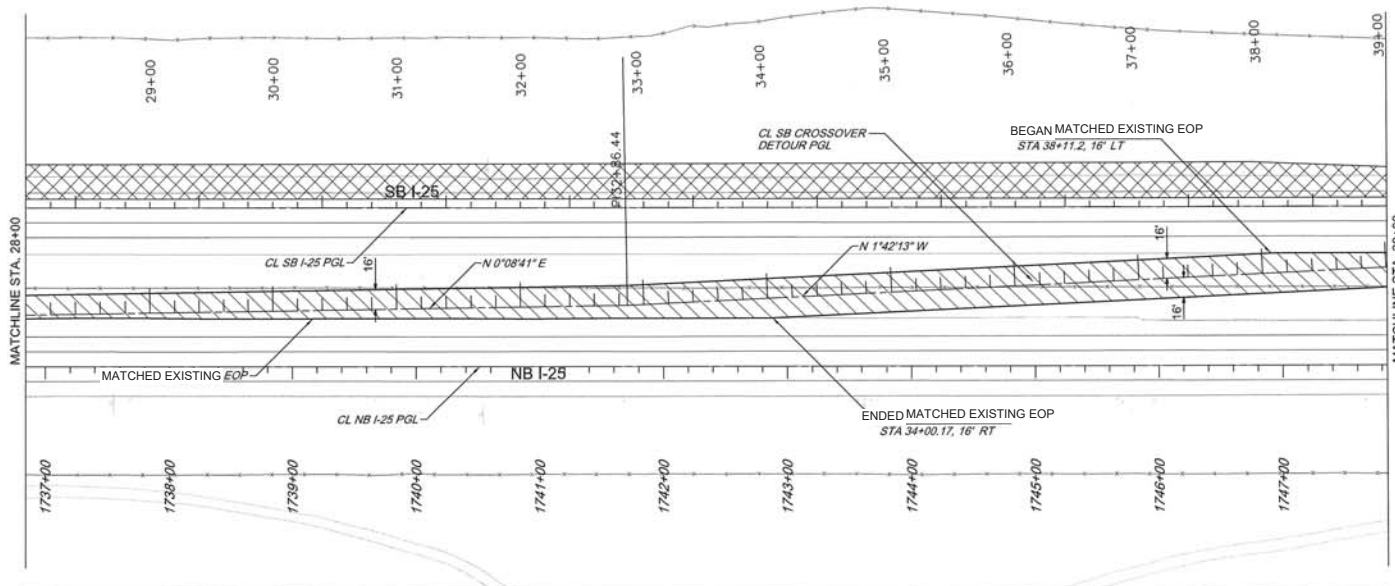 29+00
30+00
31+00
32+00
33+00
34+00
35+00
36+00
37+00
38+00
39+00
PI 32+86.44
CL SB CROSSOVER
DETOUR PGL
BEGAN MATCHED EXISTING EOP
STA 38+11.2, 16' LT
SB I-25
MATCHLINE STA. 28+00
CL SB I-25 PGL
16'
N 0°08'41" E
N 1°42'13" W
16'
16'
MATCHED EXISTING EOP
NB I-25
CL NB I-25 PGL
ENDED MATCHED EXISTING EOP
STA 34+00.17, 16' RT
1737+00
1738+00
1739+00
1740+00
1741+00
1742+00
1743+00
1744+00
1745+00
1746+00
1747+00